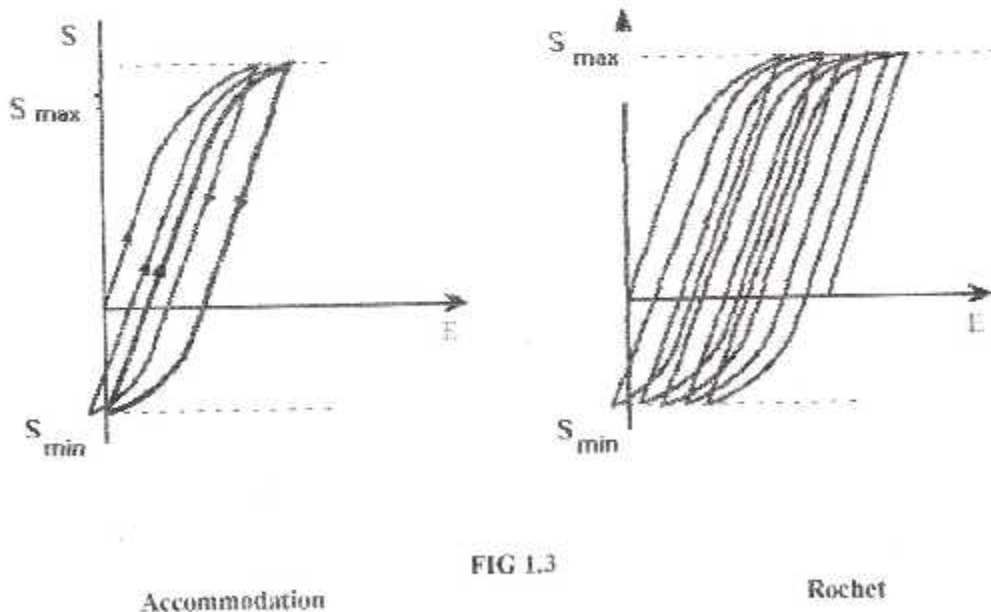 S
S max
E
S min
S max
E
S min
FIG 1.3
Accommodation
Rochet